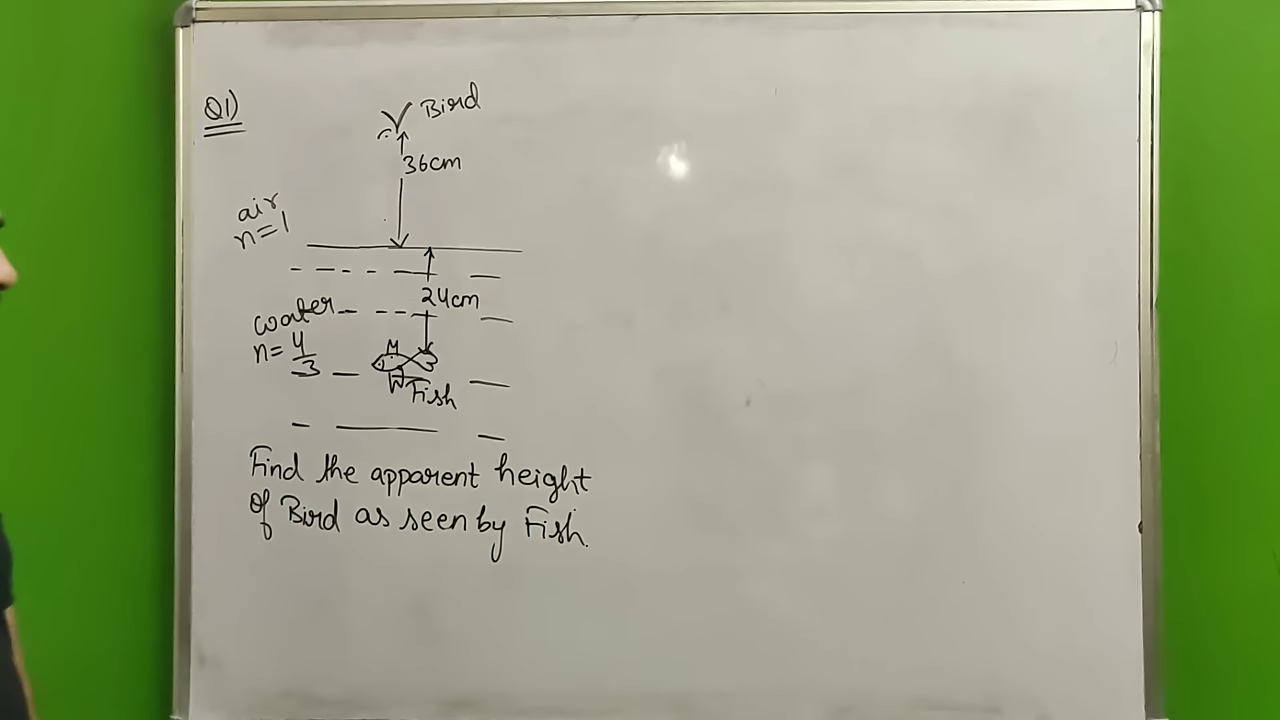 Q1)
Bird
36cm
air
n=1
24cm
water
n=4/3
Fish
Find the apparent height
of Bird as seen by Fish.